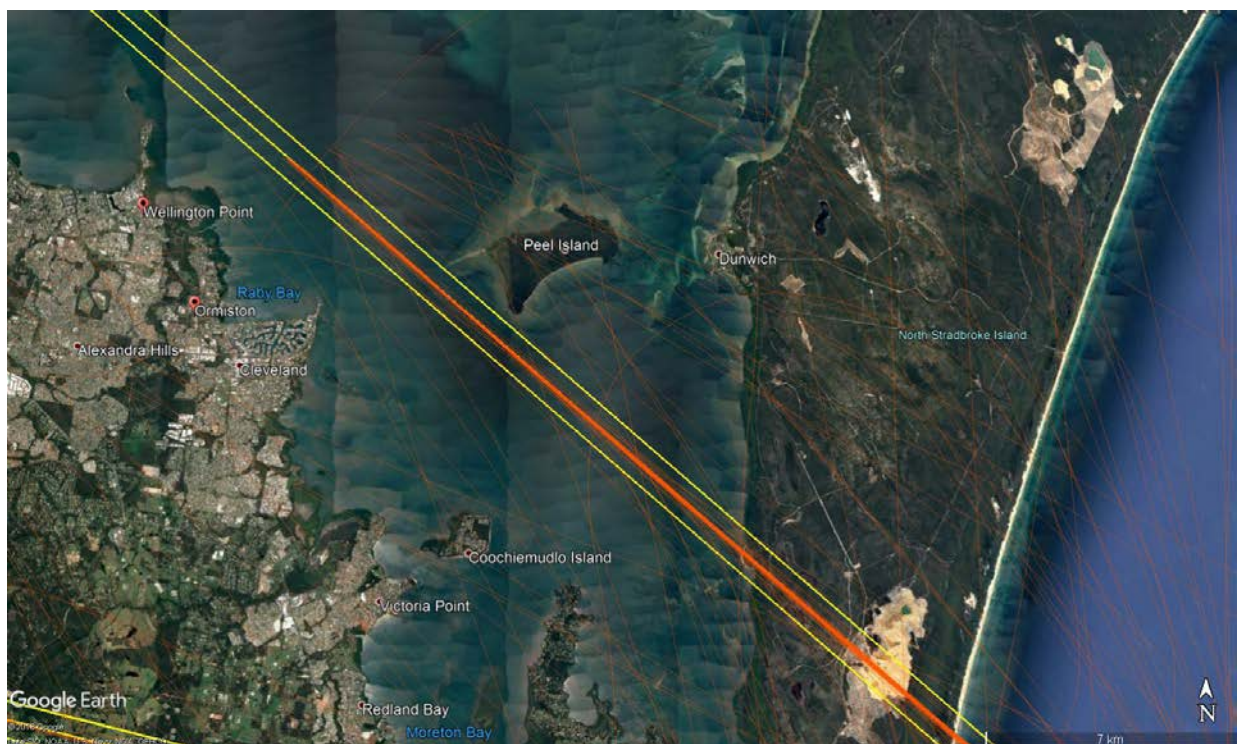 Wellington Point
Peel Island
Dunwich
Raby Bay
Ormiston
North Stradbroke Island
Alexandra Hills
Cleveland
Coochiemudlo Island
Victoria Point
Google Earth
Redland Bay
N
Moreton Bay
7 km